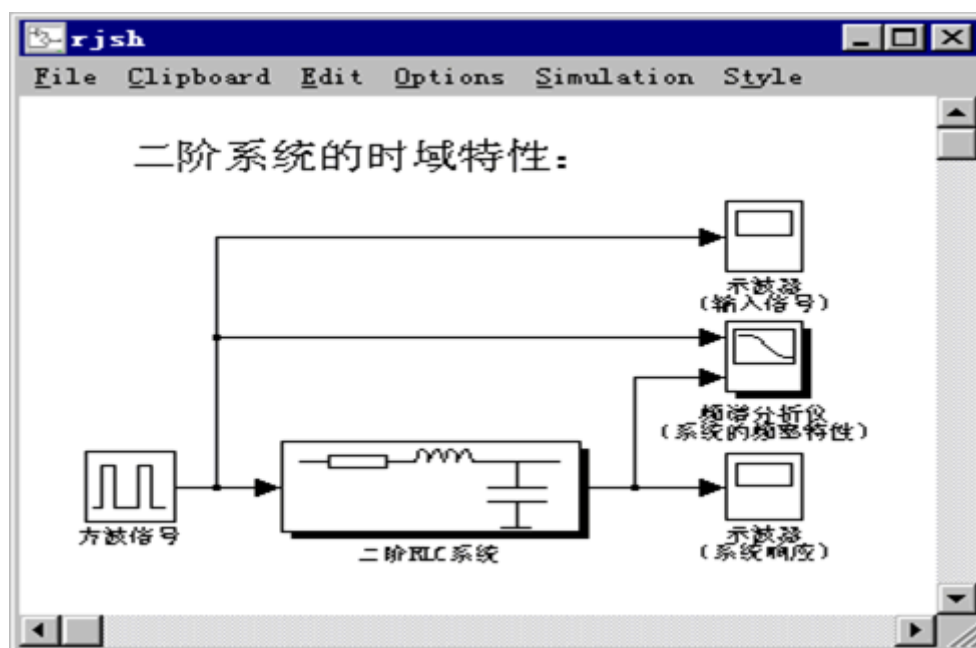 rjsh
File Clipboard Edit Options Simulation Style
二阶系统的时域特性：
示波器
(输入信号)
频谱分析仪
(系统的频率特性)
方波信号
二阶RLC系统
示波器
(系统响应)